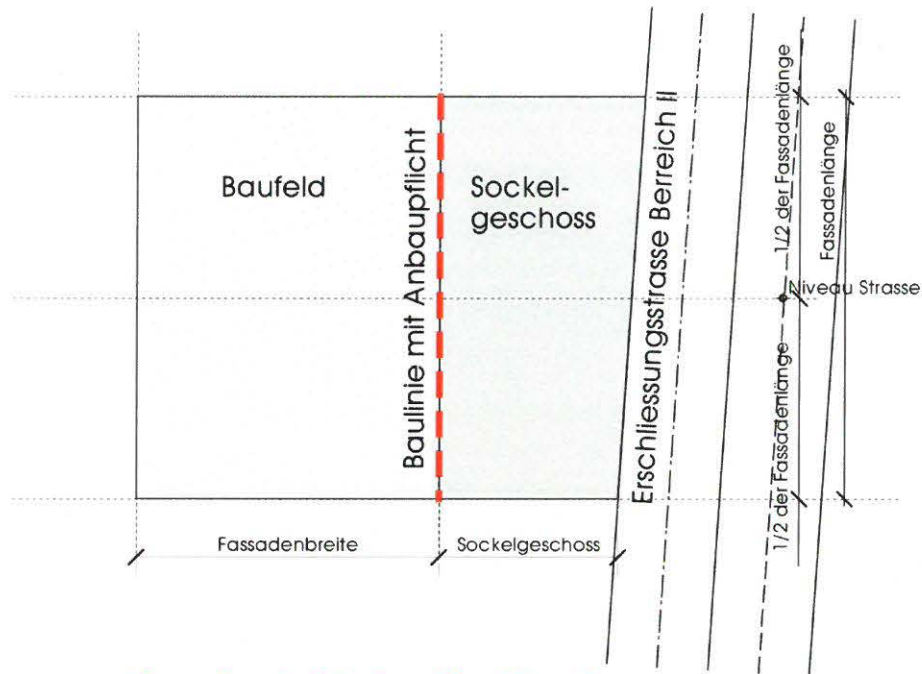 Baufeld
Baulinie mit Anbaupflicht
Sockel-
geschoss
Erschliessungsstrasse Berreich II
1/2 der Fassadenlänge
Fassadenlänge
Niveau Strasse
1/2 der Fassadenlänge
Fassadenbreite
Sockelgeschoss